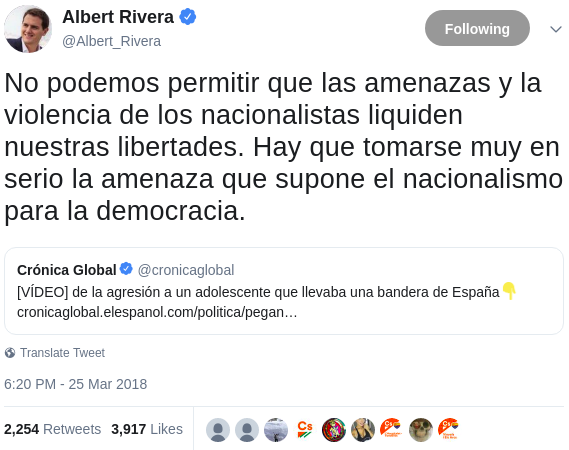 Albert Rivera
@Albert_Rivera
Following
No podemos permitir que las amenazas y la
violencia de los nacionalistas liquiden
nuestras libertades. Hay que tomarse muy en
serio la amenaza que supone el nacionalismo
para la democracia.
Crónica Global @cronicaglobal
[VÍDEO] de la agresión a un adolescente que llevaba una bandera de España👇
cronicaglobal.elespanol.com/politica/pegan…
Translate Tweet
6:20 PM - 25 Mar 2018
2,254 Retweets 3,917 Likes
Cs